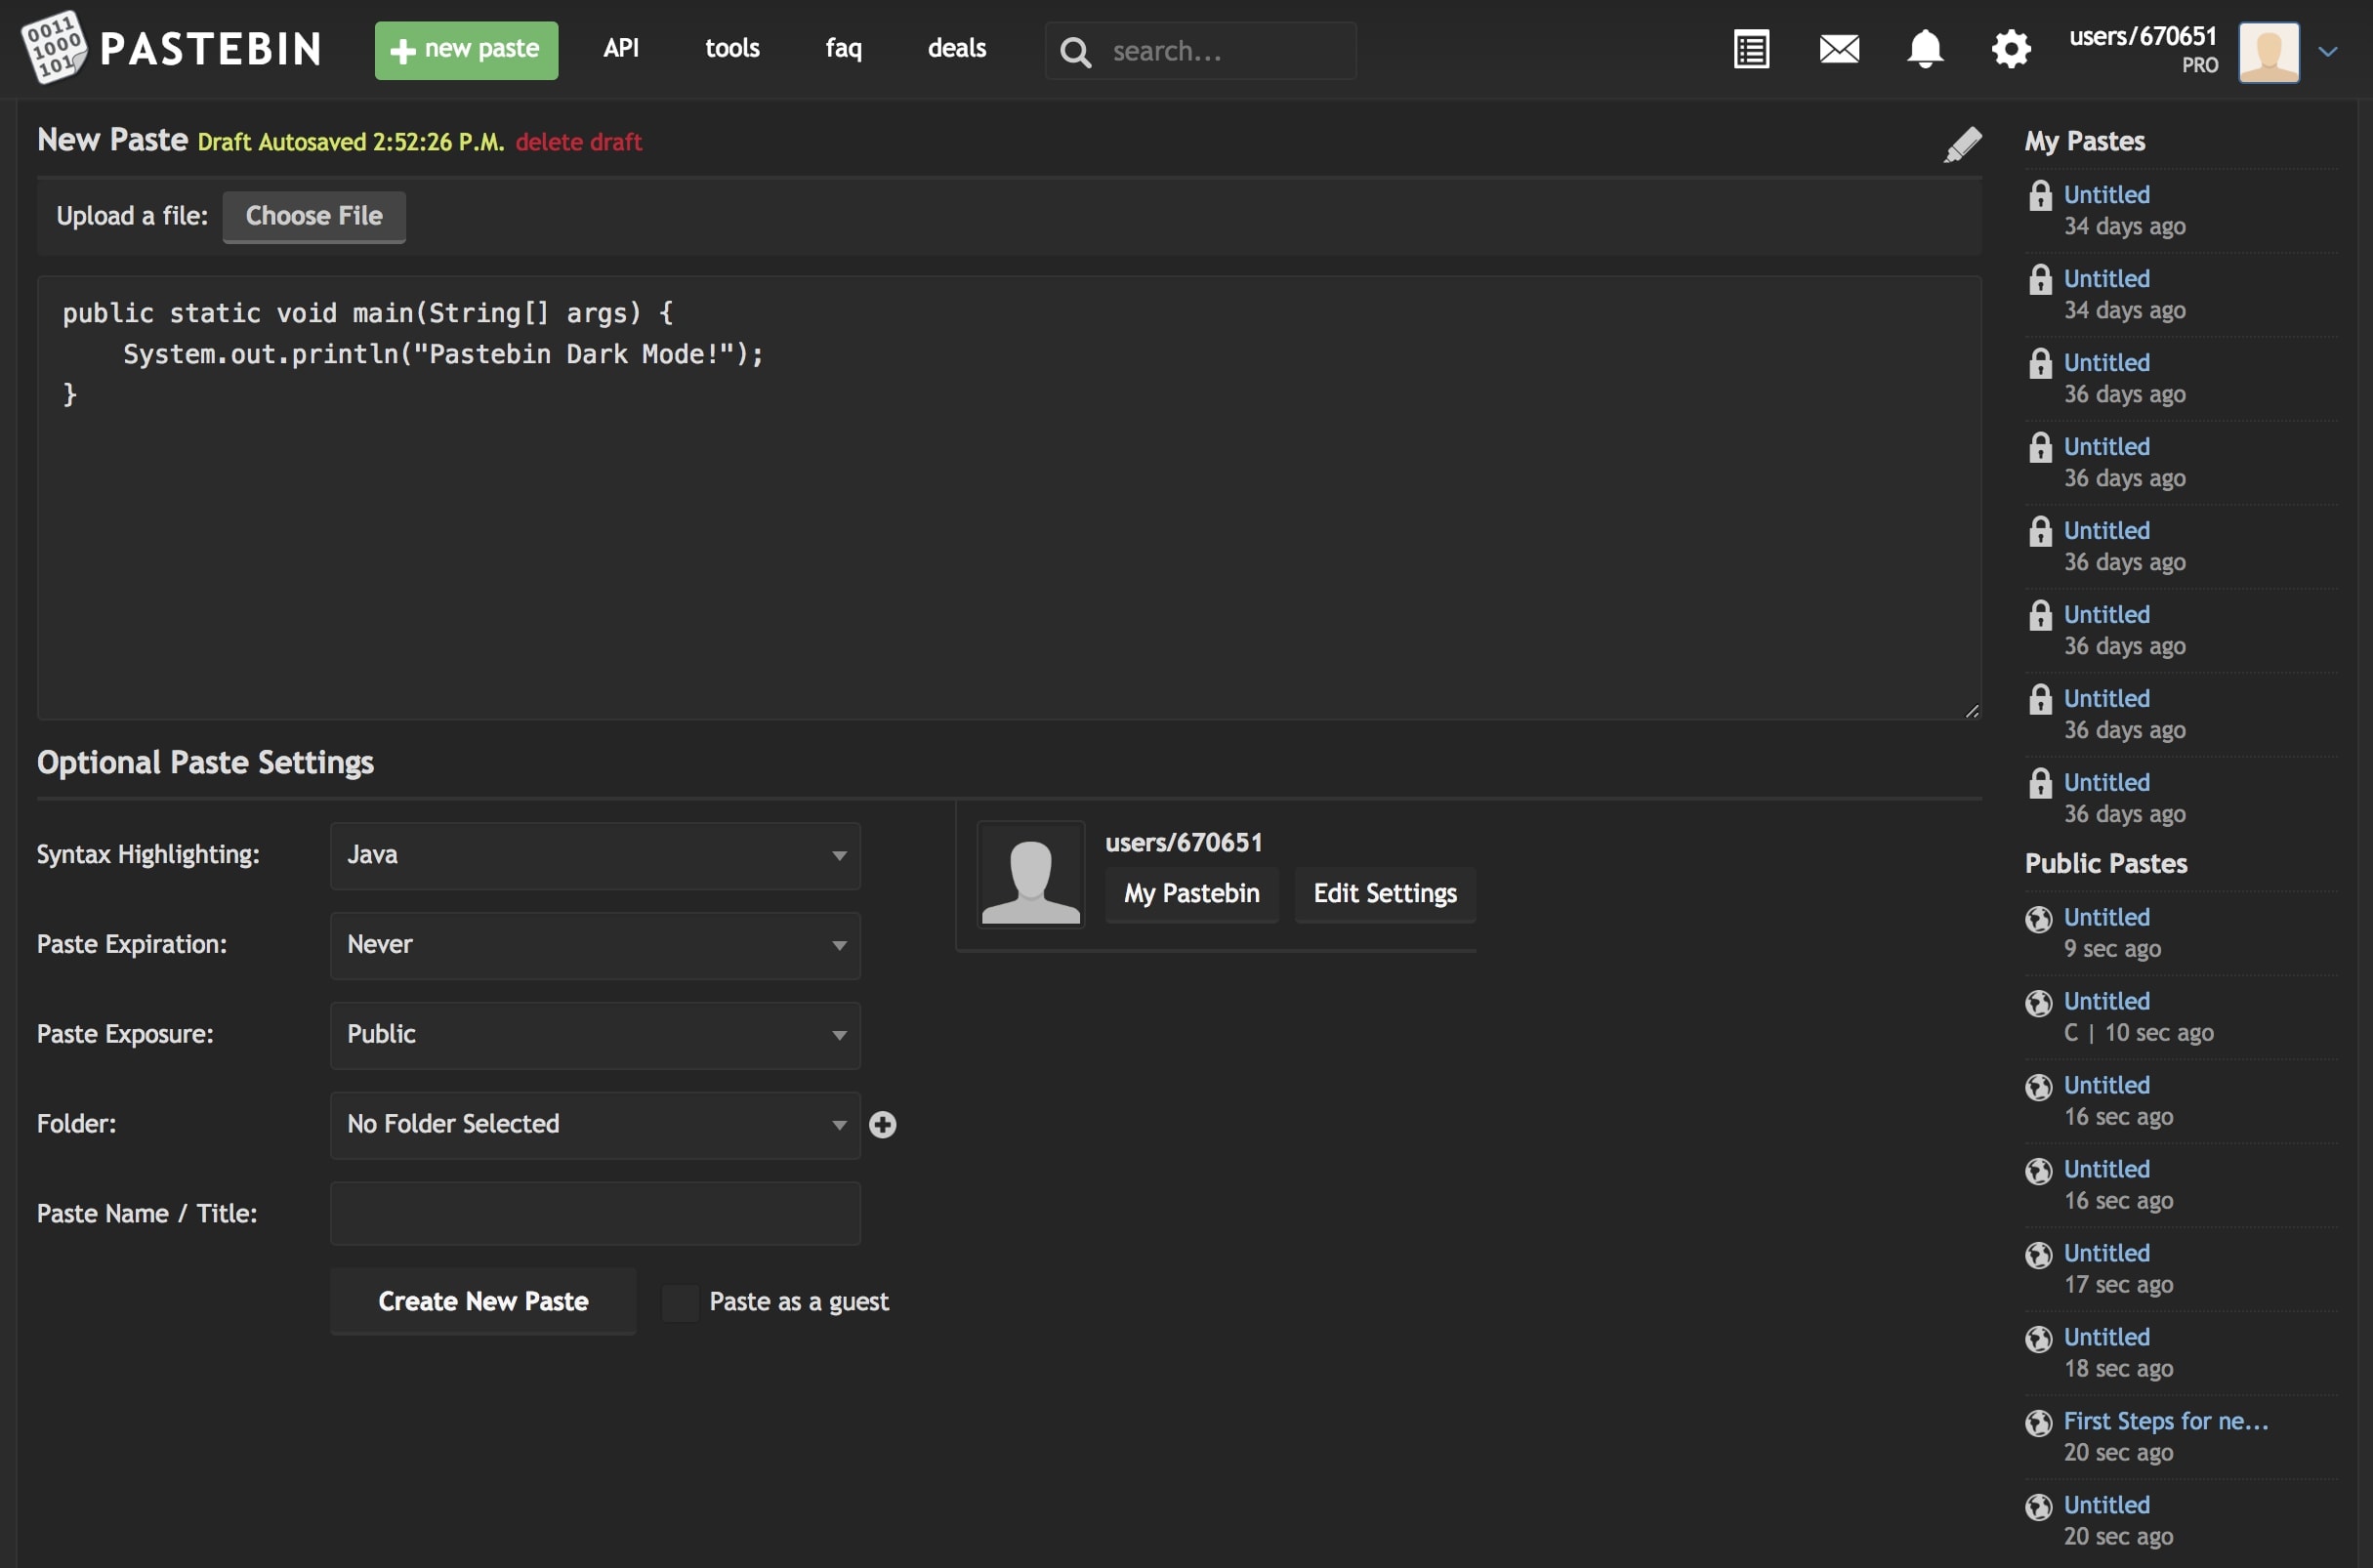 0011
1000
101
PASTEBIN
new paste
API
tools
faq
deals
search...
users/670651
PRO
New Paste Draft Autosaved 2:52:26 P.M. delete draft
Upload a file: Choose File
public static void main(String[] args) {
    System.out.println("Pastebin Dark Mode!");
}
Optional Paste Settings
Syntax Highlighting: Java
Paste Expiration: Never
Paste Exposure: Public
Folder: No Folder Selected
Paste Name / Title:
Create New Paste
Paste as a guest
users/670651
My Pastebin
Edit Settings
My Pastes
Untitled
34 days ago
Untitled
34 days ago
Untitled
36 days ago
Untitled
36 days ago
Untitled
36 days ago
Untitled
36 days ago
Untitled
36 days ago
Untitled
36 days ago
Public Pastes
Untitled
9 sec ago
Untitled
C | 10 sec ago
Untitled
16 sec ago
Untitled
16 sec ago
Untitled
17 sec ago
Untitled
18 sec ago
First Steps for ne...
20 sec ago
Untitled
20 sec ago